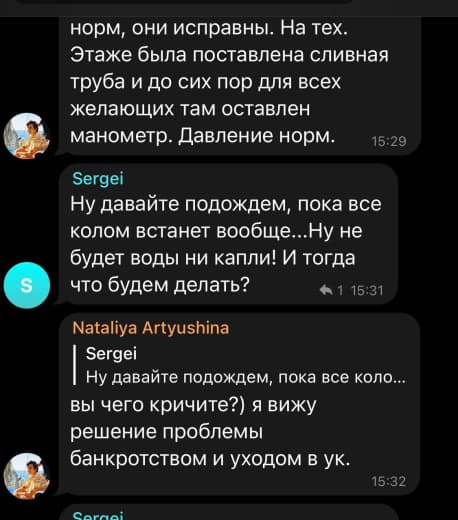 норм, они исправны. На тех.
Этаже была поставлена сливная
труба и до сих пор для всех
желающих там оставлен
манометр. Давление норм.
15:29
Sergei
Ну давайте подождем, пока все
колом встанет вообще...Ну не
будет воды ни капли! И тогда
что будем делать?
1 15:31
S
Nataliya Artyushina
Sergei
Ну давайте подождем, пока все коло...
вы чего кричите?) я вижу
решение проблемы
банкротством и уходом в ук.
15:32
Sergei